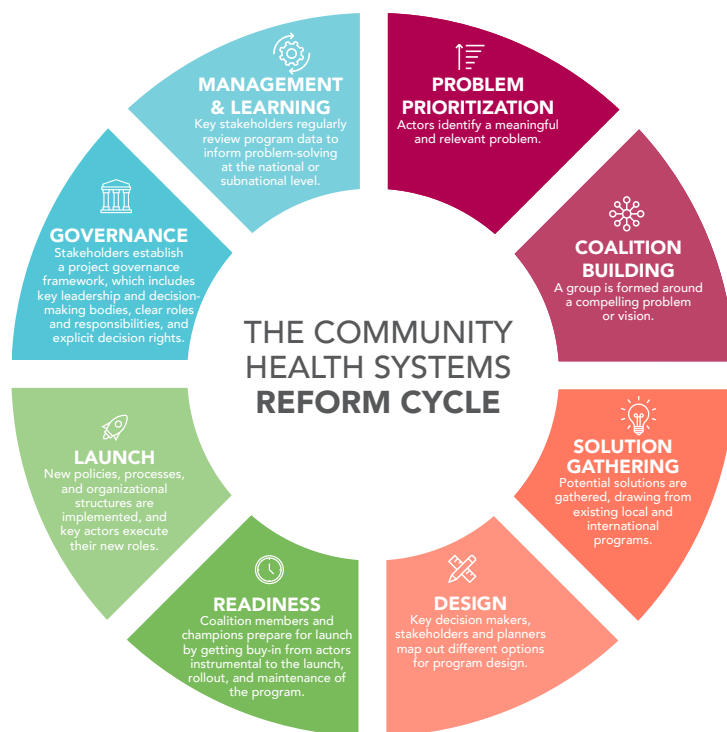 THE COMMUNITY
HEALTH SYSTEMS
REFORM CYCLE
PROBLEM
PRIORITIZATION
Actors identify a meaningful
and relevant problem.
COALITION
BUILDING
A group is formed around
a compelling problem
or vision.
SOLUTION
GATHERING
Potential solutions are
gathered, drawing from
existing local and
international
programs.
DESIGN
Key decision makers,
stakeholders and planners
map out different options
for program design.
READINESS
Coalition members and
champions prepare for launch
by getting buy-in from actors
instrumental to the launch,
rollout, and maintenance of
the program.
LAUNCH
New policies, processes,
and organizational
structures are
implemented, and
key actors execute
their new roles.
GOVERNANCE
Stakeholders establish
a project governance
framework, which includes
key leadership and decision-
making bodies, clear roles
and responsibilities, and
explicit decision rights.
MANAGEMENT
& LEARNING
Key stakeholders regularly
review program data to
inform problem-solving
at the national or
subnational level.